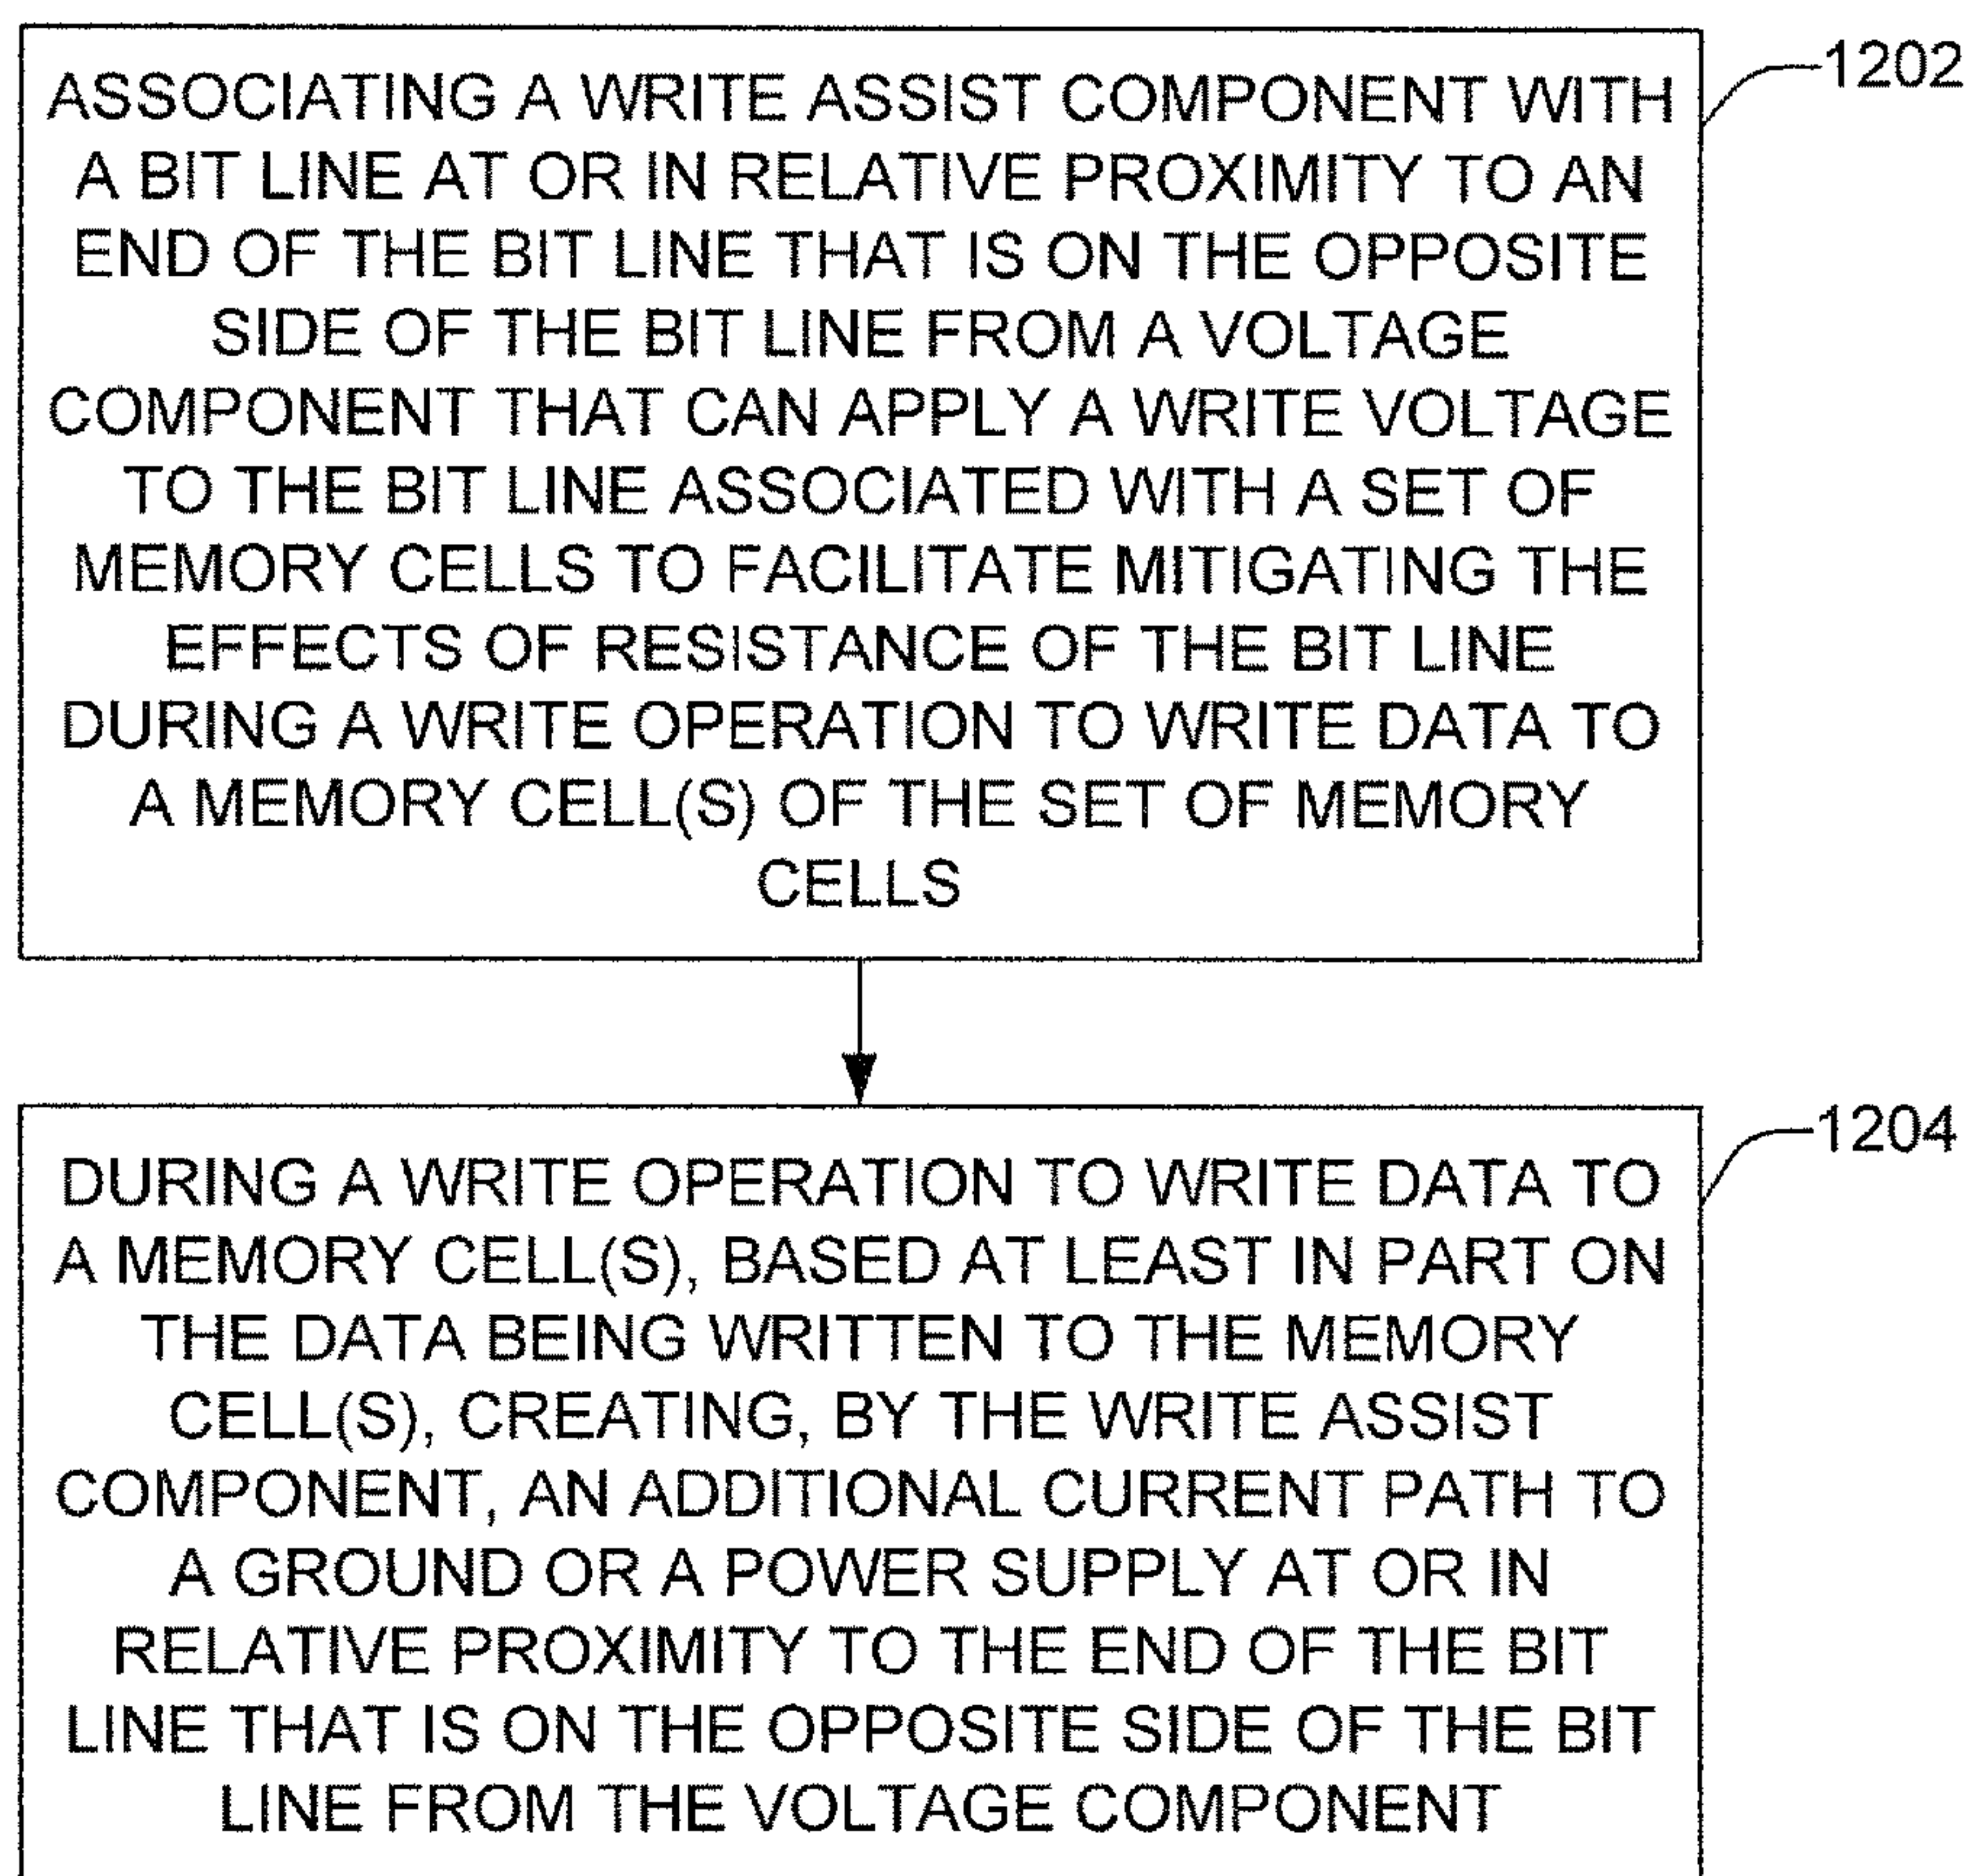 ASSOCIATING A WRITE ASSIST COMPONENT WITH
A BIT LINE AT OR IN RELATIVE PROXIMITY TO AN
END OF THE BIT LINE THAT IS ON THE OPPOSITE
SIDE OF THE BIT LINE FROM A VOLTAGE
COMPONENT THAT CAN APPLY A WRITE VOLTAGE
TO THE BIT LINE ASSOCIATED WITH A SET OF
MEMORY CELLS TO FACILITATE MITIGATING THE
EFFECTS OF RESISTANCE OF THE BIT LINE
DURING A WRITE OPERATION TO WRITE DATA TO
A MEMORY CELL(S) OF THE SET OF MEMORY
CELLS
1202
DURING A WRITE OPERATION TO WRITE DATA TO
A MEMORY CELL(S), BASED AT LEAST IN PART ON
THE DATA BEING WRITTEN TO THE MEMORY
CELL(S), CREATING, BY THE WRITE ASSIST
COMPONENT, AN ADDITIONAL CURRENT PATH TO
A GROUND OR A POWER SUPPLY AT OR IN
RELATIVE PROXIMITY TO THE END OF THE BIT
LINE THAT IS ON THE OPPOSITE SIDE OF THE BIT
LINE FROM THE VOLTAGE COMPONENT
1204